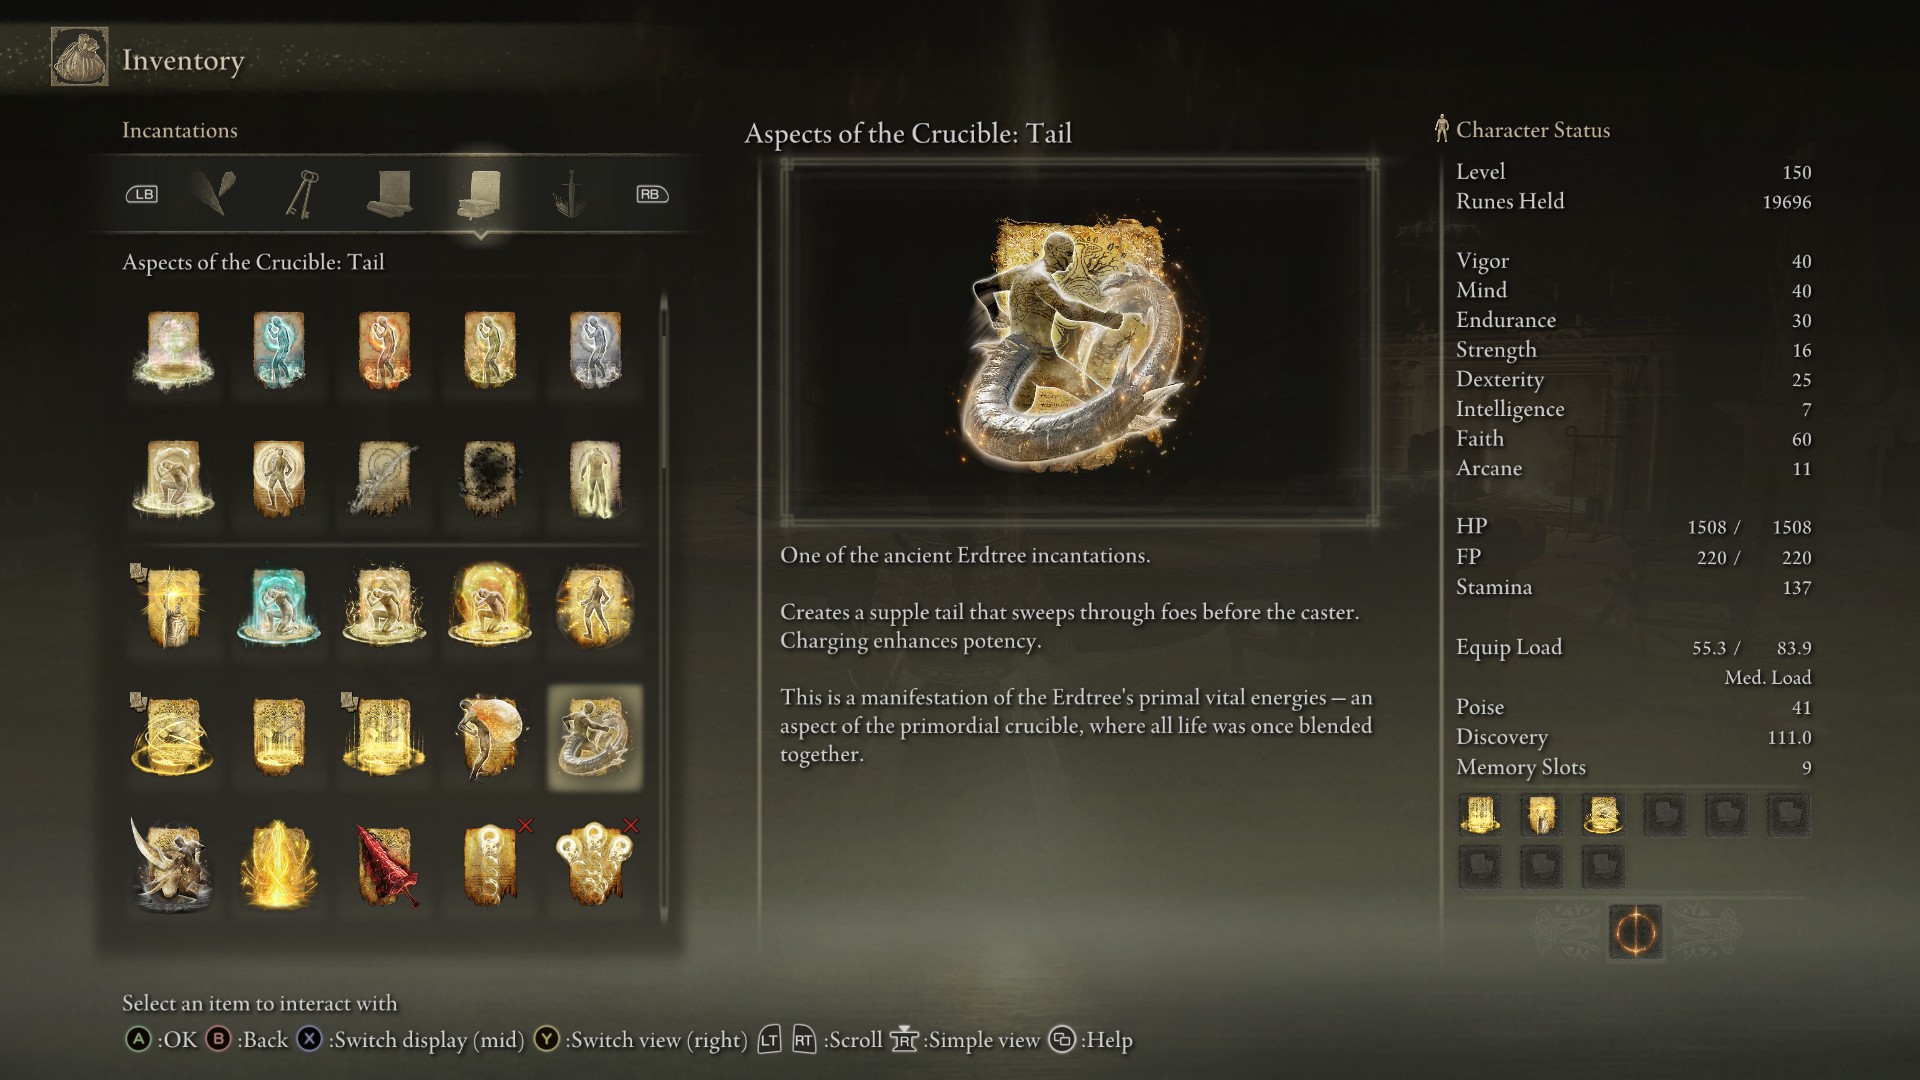 Inventory
Incantations
LB
RB
Aspects of the Crucible: Tail
Aspects of the Crucible: Tail
One of the ancient Erdtree incantations.
Creates a supple tail that sweeps through foes before the caster.
Charging enhances potency.
This is a manifestation of the Erdtree's primal vital energies — an
aspect of the primordial crucible, where all life was once blended
together.
Character Status
Level 150
Runes Held 19696
Vigor 40
Mind 40
Endurance 30
Strength 16
Dexterity 25
Intelligence 7
Faith 60
Arcane 11
HP 1508 / 1508
FP 220 / 220
Stamina 137
Equip Load 55.3 / 83.9
Med. Load
Poise 41
Discovery 111.0
Memory Slots 9
Select an item to interact with
A :OK B :Back X :Switch display (mid) Y :Switch view (right) LT RT :Scroll R :Simple view :Help